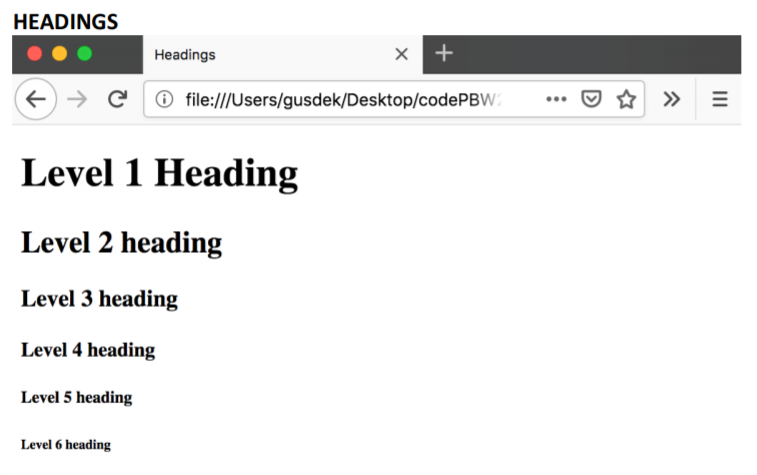 HEADINGS
Headings
file:///Users/gusdek/Desktop/codePBW
Level 1 Heading
Level 2 heading
Level 3 heading
Level 4 heading
Level 5 heading
Level 6 heading